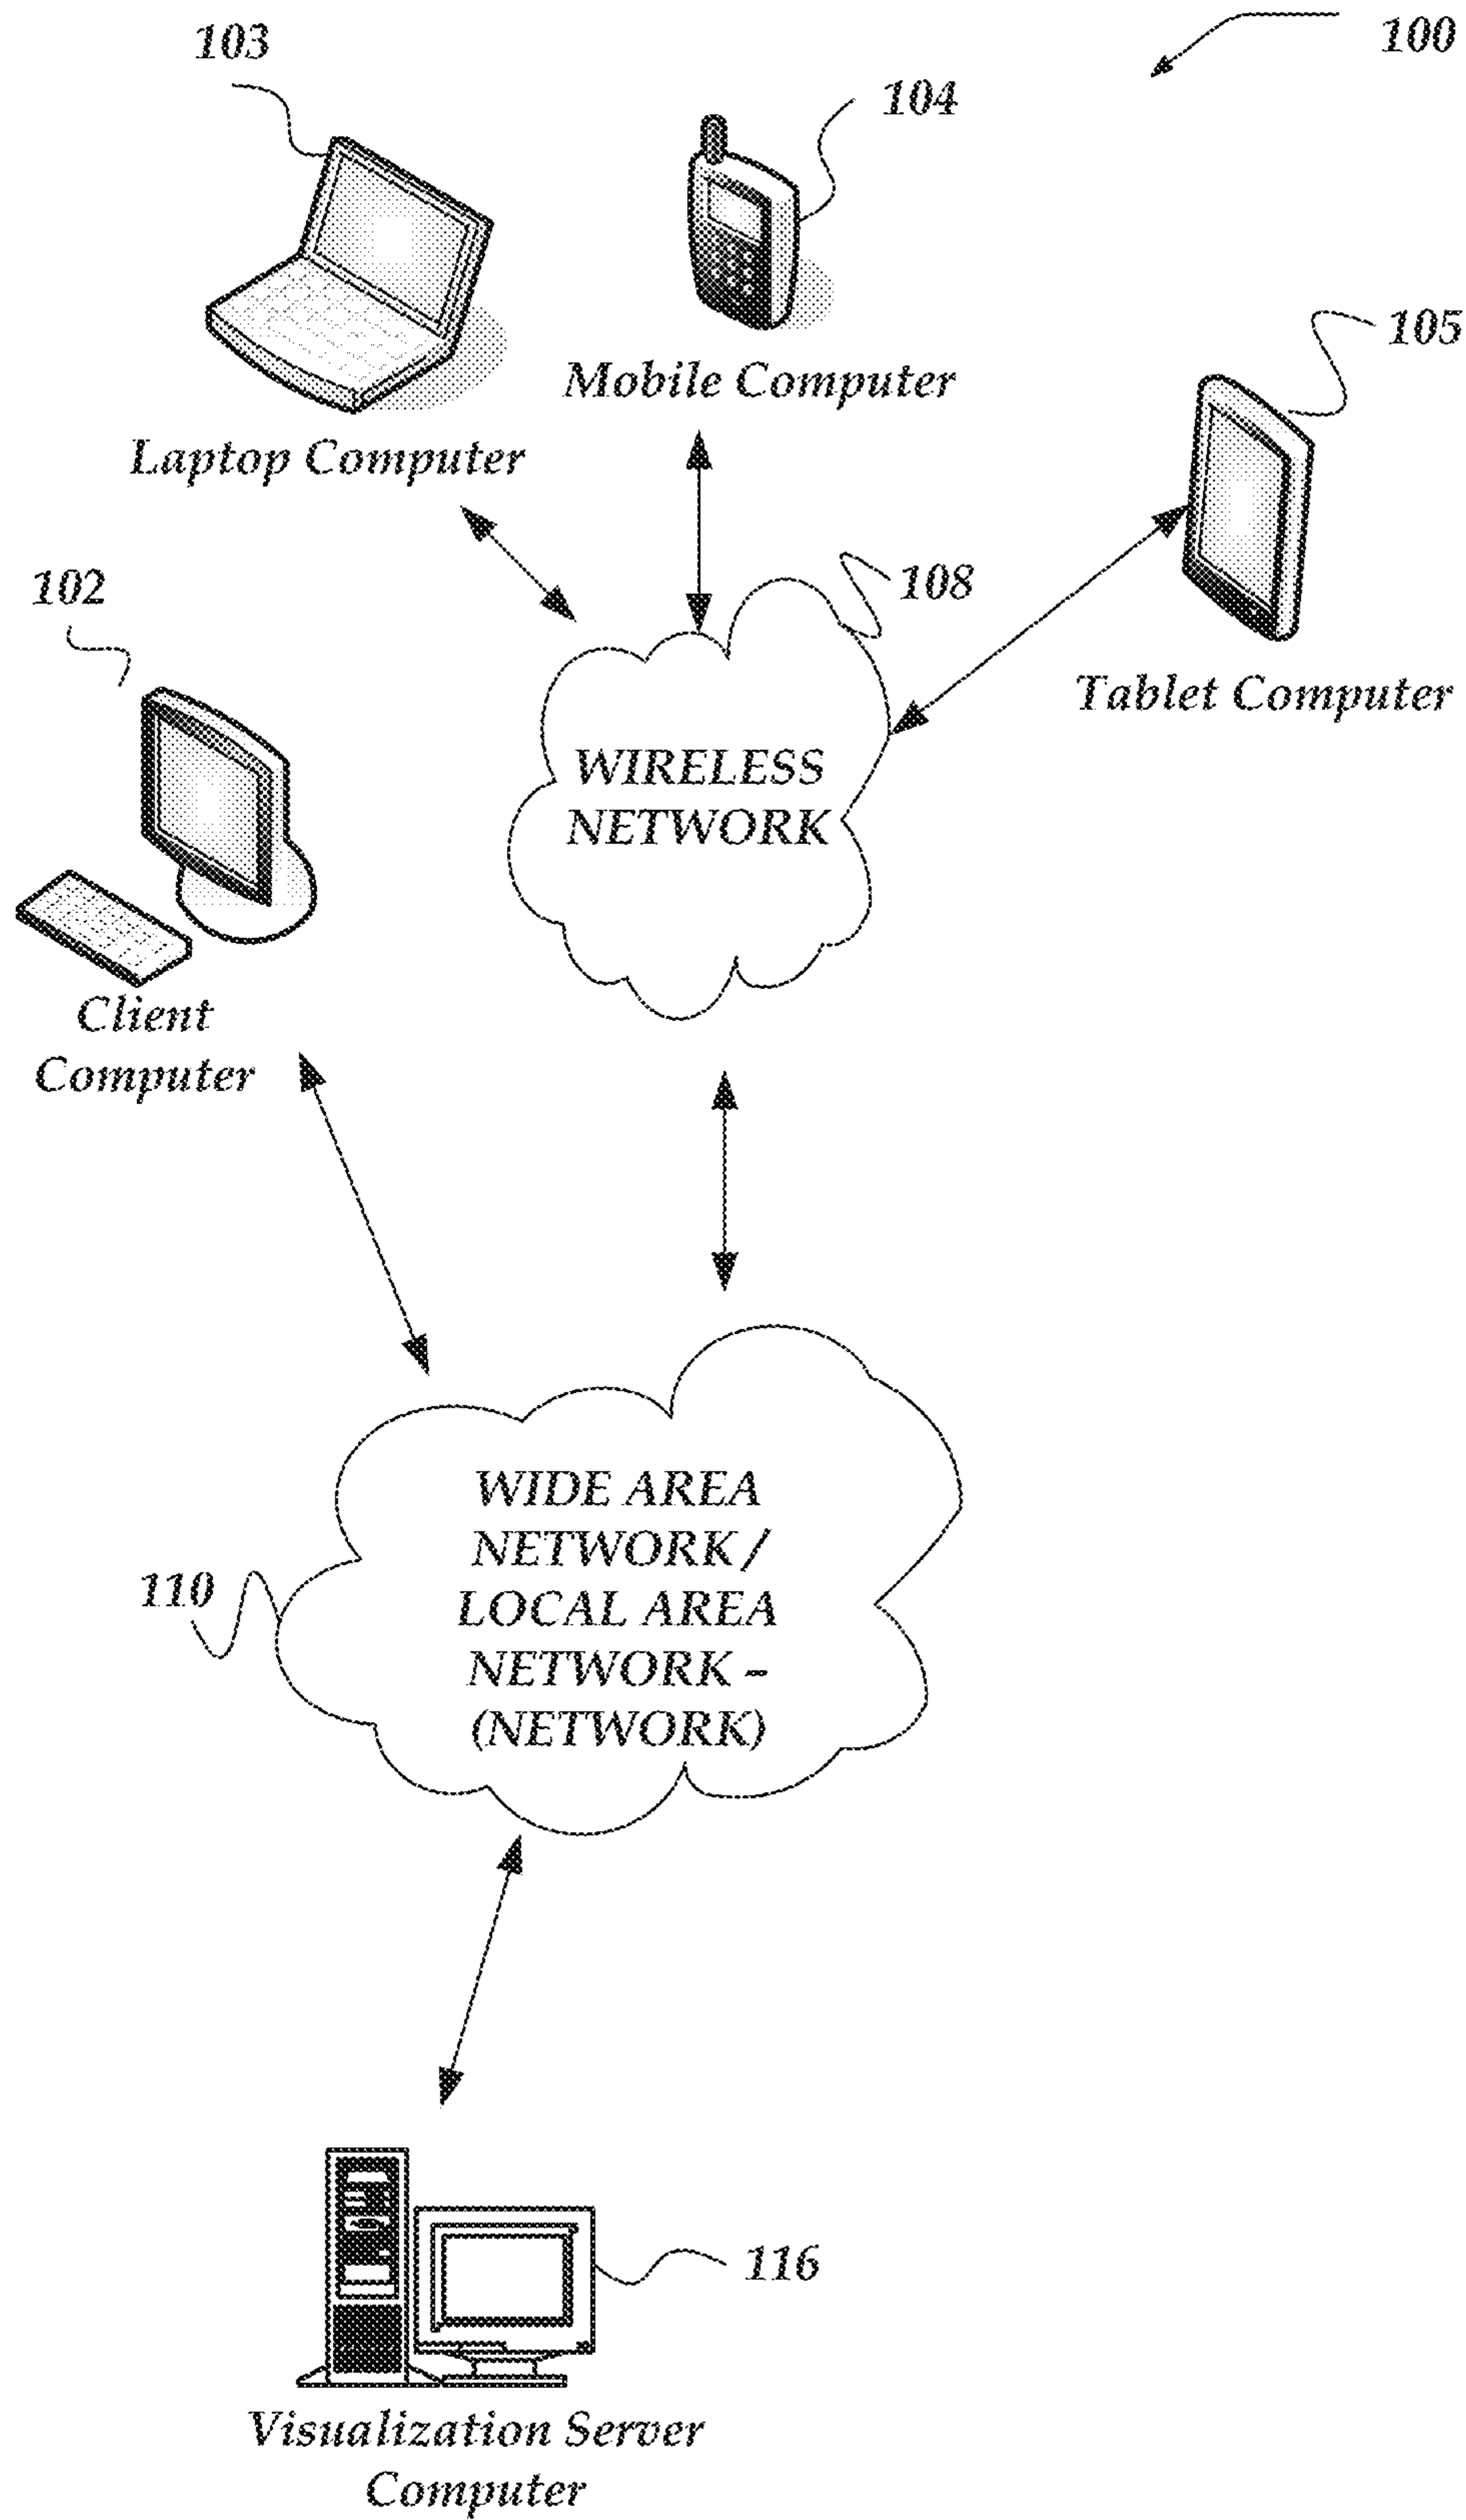 100
103
104
105
Mobile Computer
Laptop Computer
102
108
Tablet Computer
WIRELESS
NETWORK
Client
Computer
WIDE AREA
NETWORK /
LOCAL AREA
NETWORK –
(NETWORK)
110
116
Visualization Server
Computer